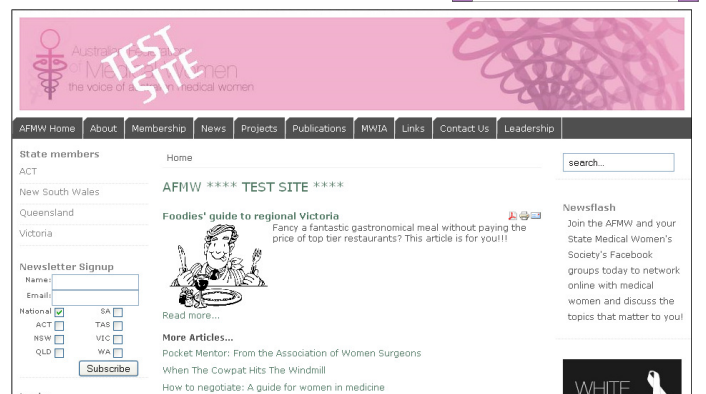 Australian Federation
of Medical Women
the voice of australian medical women
TEST
SITE
AFMW Home About Membership News Projects Publications MWIA Links Contact Us Leadership
State members
ACT
New South Wales
Queensland
Victoria
Newsletter Signup
Name:
Email:
National SA
ACT TAS
NSW VIC
QLD WA
Subscribe
Home
AFMW **** TEST SITE ****
Foodies' guide to regional Victoria
Fancy a fantastic gastronomical meal without paying the
price of top tier restaurants? This article is for you!!!
Read more...
More Articles...
Pocket Mentor: From the Association of Women Surgeons
When The Cowpat Hits The Windmill
How to negotiate: A guide for women in medicine
search...
Newsflash
Join the AFMW and your
State Medical Women's
Society's Facebook
groups today to network
online with medical
women and discuss the
topics that matter to you!
WHITE